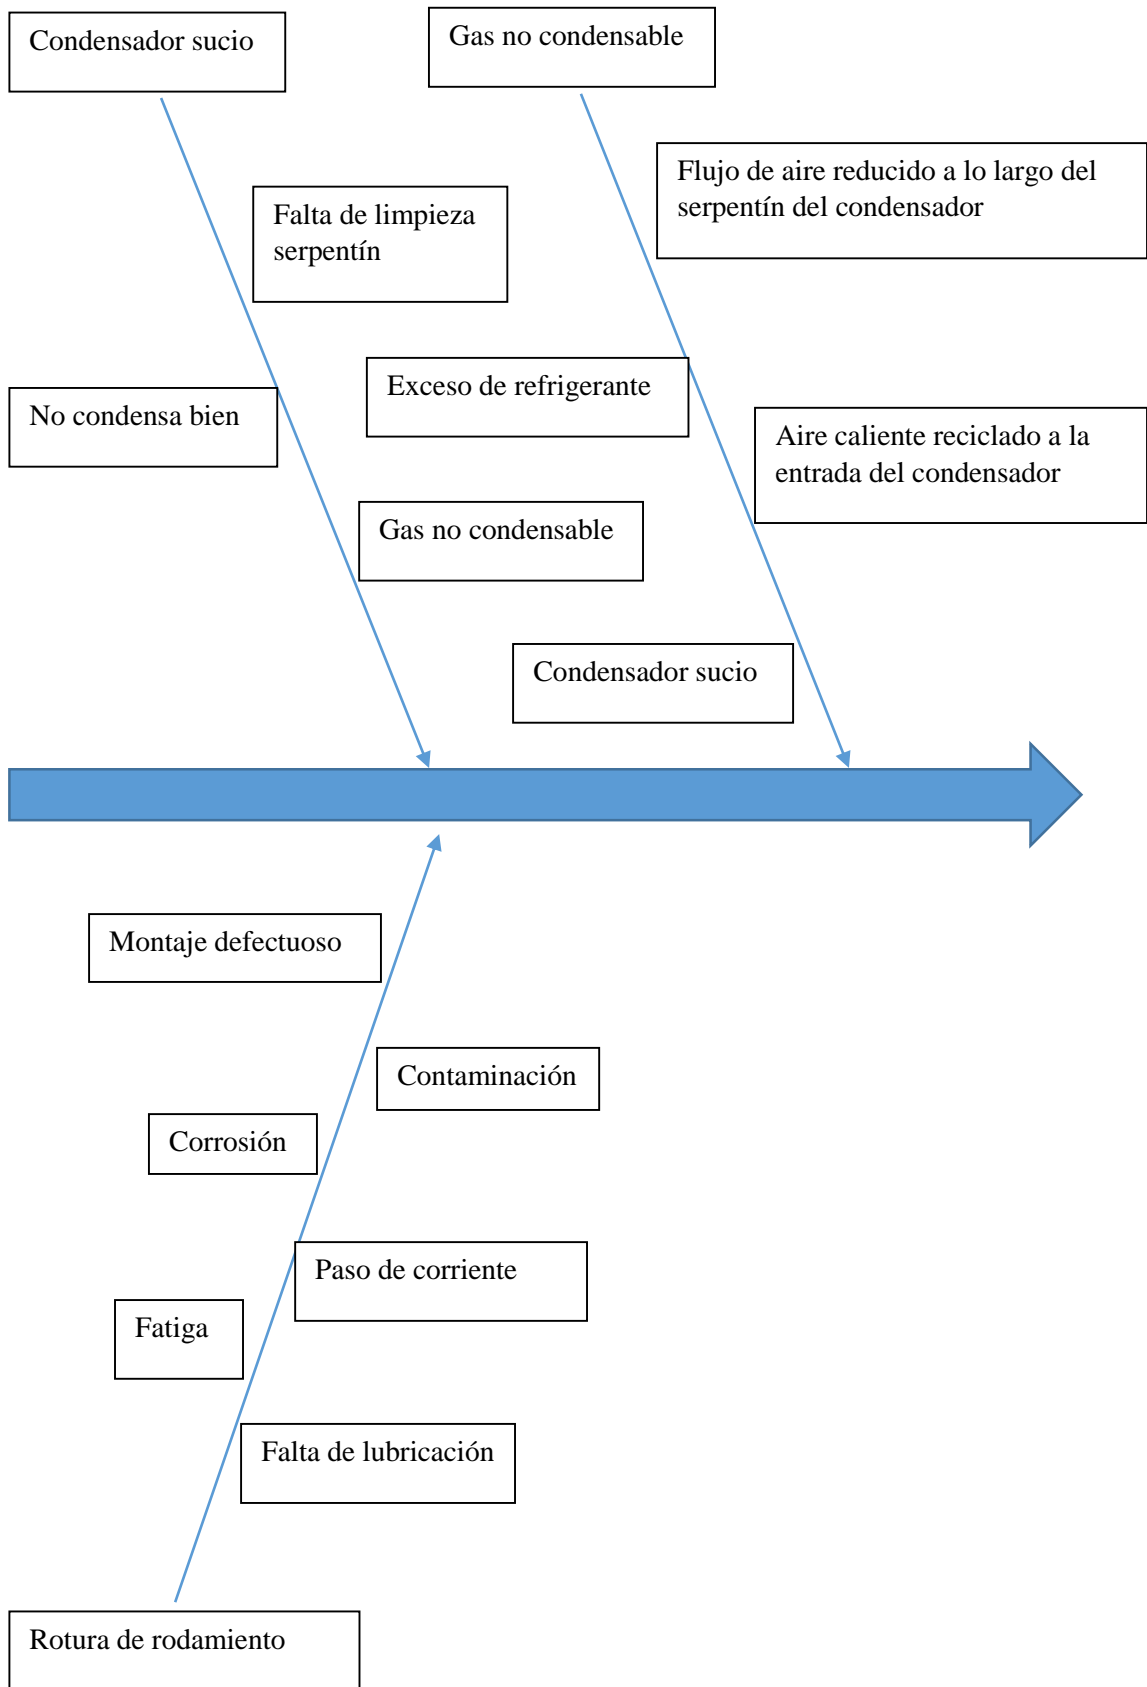 Condensador sucio
Gas no condensable
Flujo de aire reducido a lo largo del
serpentín del condensador
Falta de limpieza
serpentín
Exceso de refrigerante
No condensa bien
Aire caliente reciclado a la
entrada del condensador
Gas no condensable
Condensador sucio
Montaje defectuoso
Contaminación
Corrosión
Paso de corriente
Fatiga
Falta de lubricación
Rotura de rodamiento